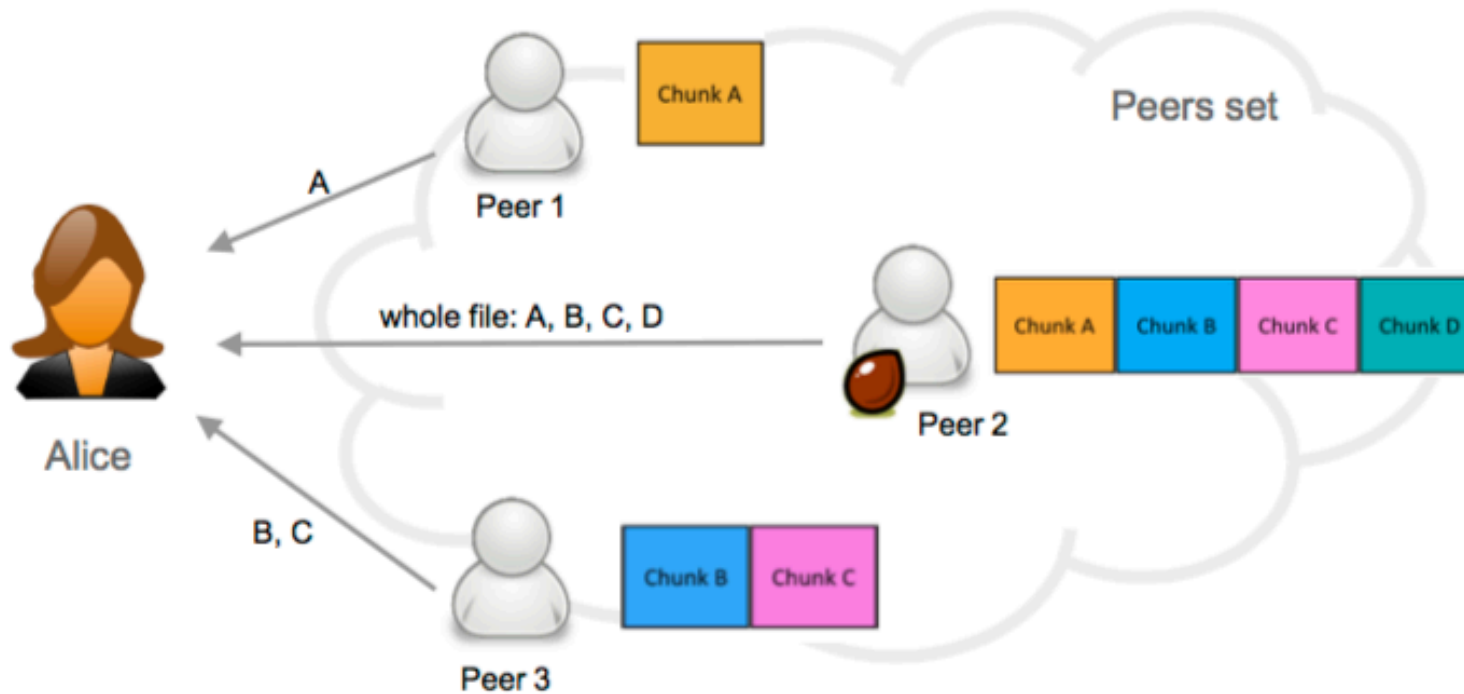 Chunk A
Peers set
A
Peer 1
whole file: A, B, C, D
Chunk A
Chunk B
Chunk C
Chunk D
Peer 2
Alice
B, C
Chunk B
Chunk C
Peer 3